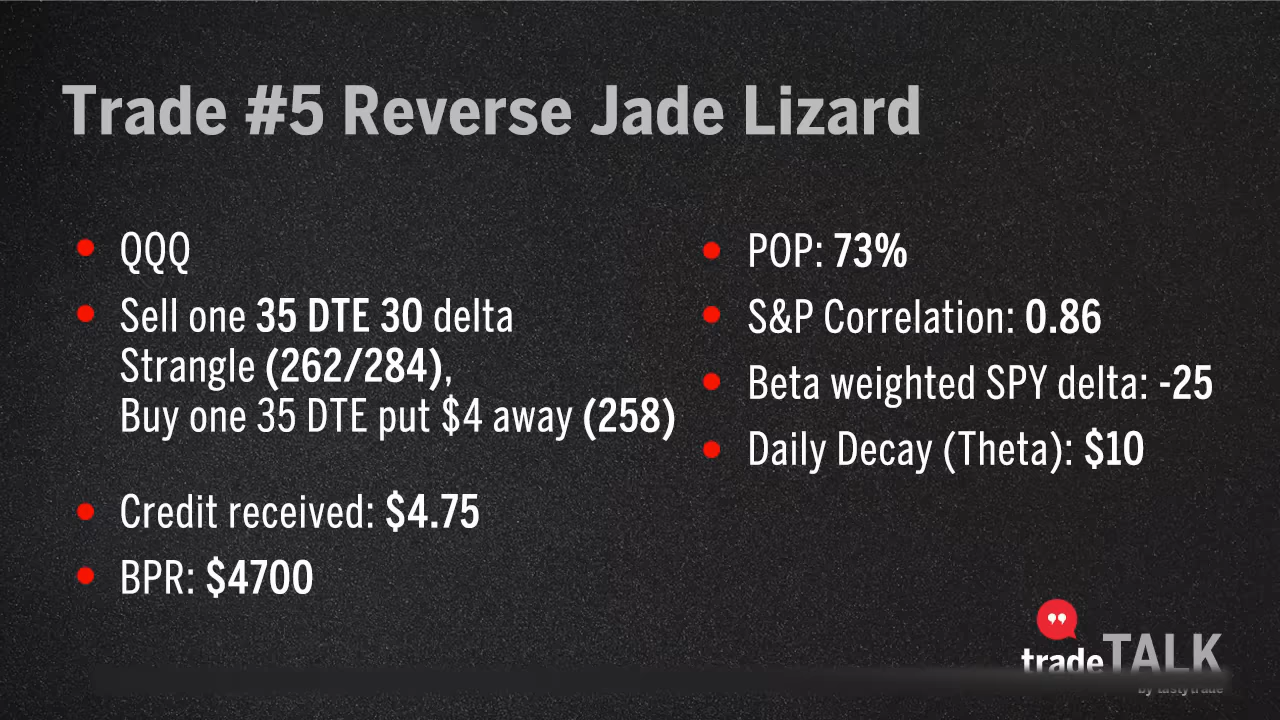 Trade #5 Reverse Jade Lizard
QQQ
Sell one 35 DTE 30 delta
Strangle (262/284),
Buy one 35 DTE put $4 away (258)
Credit received: $4.75
BPR: $4700
POP: 73%
S&P Correlation: 0.86
Beta weighted SPY delta: -25
Daily Decay (Theta): $10
tradeTALK
by tastytrade